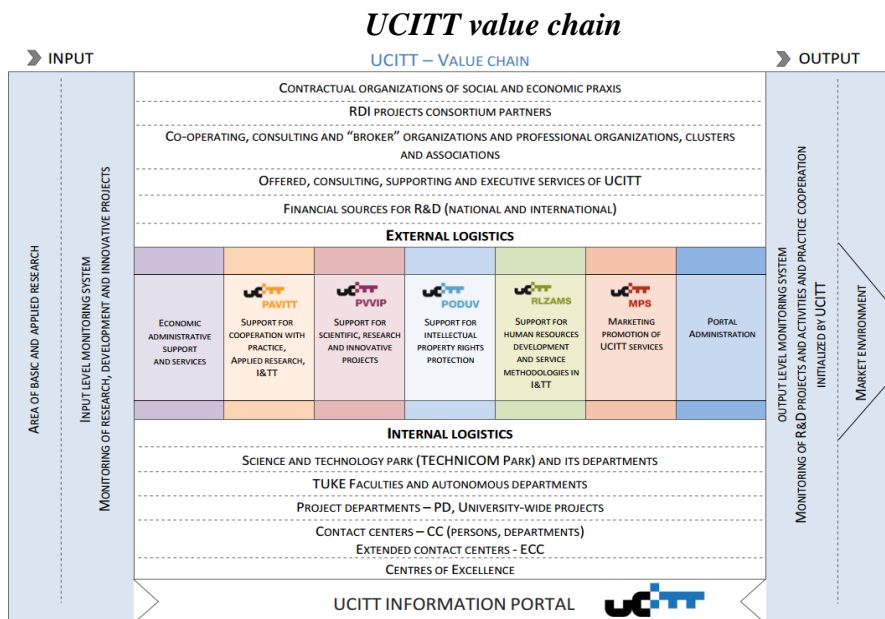 UCITT value chain
INPUT
UCITT – VALUE CHAIN
OUTPUT
AREA OF BASIC AND APPLIED RESEARCH
INPUT LEVEL MONITORING SYSTEM
MONITORING OF RESEARCH, DEVELOPMENT AND INNOVATIVE PROJECTS
CONTRACTUAL ORGANIZATIONS OF SOCIAL AND ECONOMIC PRAXIS
RDI PROJECTS CONSORTIUM PARTNERS
CO-OPERATING, CONSULTING AND “BROKER” ORGANIZATIONS AND PROFESSIONAL ORGANIZATIONS, CLUSTERS
AND ASSOCIATIONS
OFFERED, CONSULTING, SUPPORTING AND EXECUTIVE SERVICES OF UCITT
FINANCIAL SOURCES FOR R&D (NATIONAL AND INTERNATIONAL)
EXTERNAL LOGISTICS
ECONOMIC
ADMINISTRATIVE
SUPPORT
AND SERVICES
UCITT
PAVITT
SUPPORT FOR
COOPERATION WITH
PRACTICE,
APPLIED RESEARCH,
I&TT
UCITT
PVVIP
SUPPORT FOR
SCIENTIFIC, RESEARCH
AND INNOVATIVE
PROJECTS
UCITT
PODUV
SUPPORT FOR
INTELLECTUAL
PROPERTY RIGHTS
PROTECTION
UCITT
RLZAMS
SUPPORT FOR
HUMAN RESOURCES
DEVELOPMENT
AND SERVICE
METHODOLOGIES IN
I&TT
UCITT
MPS
MARKETING
PROMOTION OF
UCITT SERVICES
PORTAL
ADMINISTRATION
INTERNAL LOGISTICS
SCIENCE AND TECHNOLOGY PARK (TECHNICOM PARK) AND ITS DEPARTMENTS
TUKE FACULTIES AND AUTONOMOUS DEPARTMENTS
PROJECT DEPARTMENTS – PD, UNIVERSITY-WIDE PROJECTS
CONTACT CENTERS – CC (PERSONS, DEPARTMENTS)
EXTENDED CONTACT CENTERS - ECC
CENTRES OF EXCELLENCE
UCITT INFORMATION PORTAL
UCITT
OUTPUT LEVEL MONITORING SYSTEM
MONITORING OF R&D PROJECTS AND ACTIVITIES AND PRACTICE COOPERATION
INITIALIZED BY UCITT
MARKET ENVIRONMENT